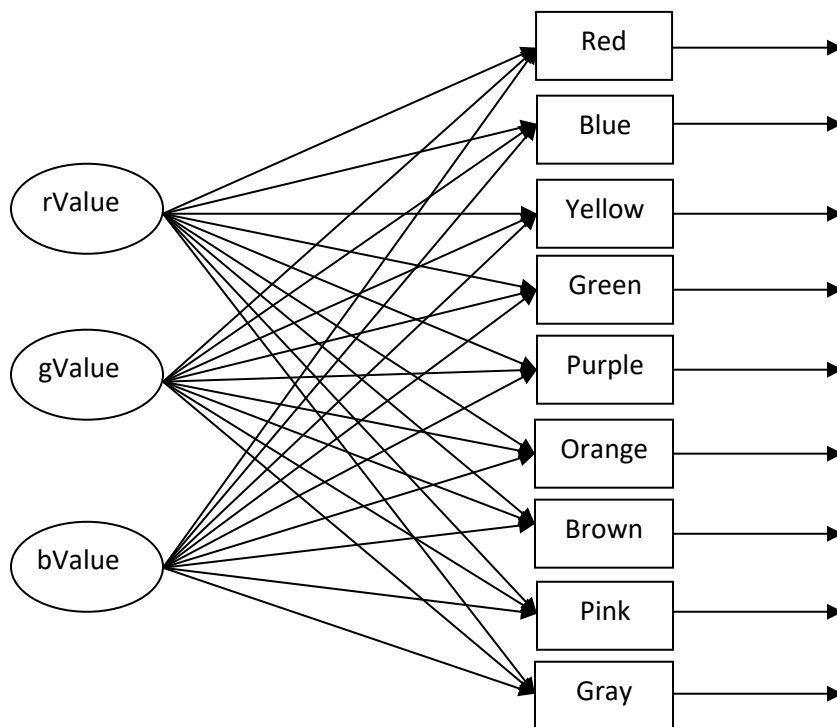 rValue
gValue
bValue
Red
Blue
Yellow
Green
Purple
Orange
Brown
Pink
Gray